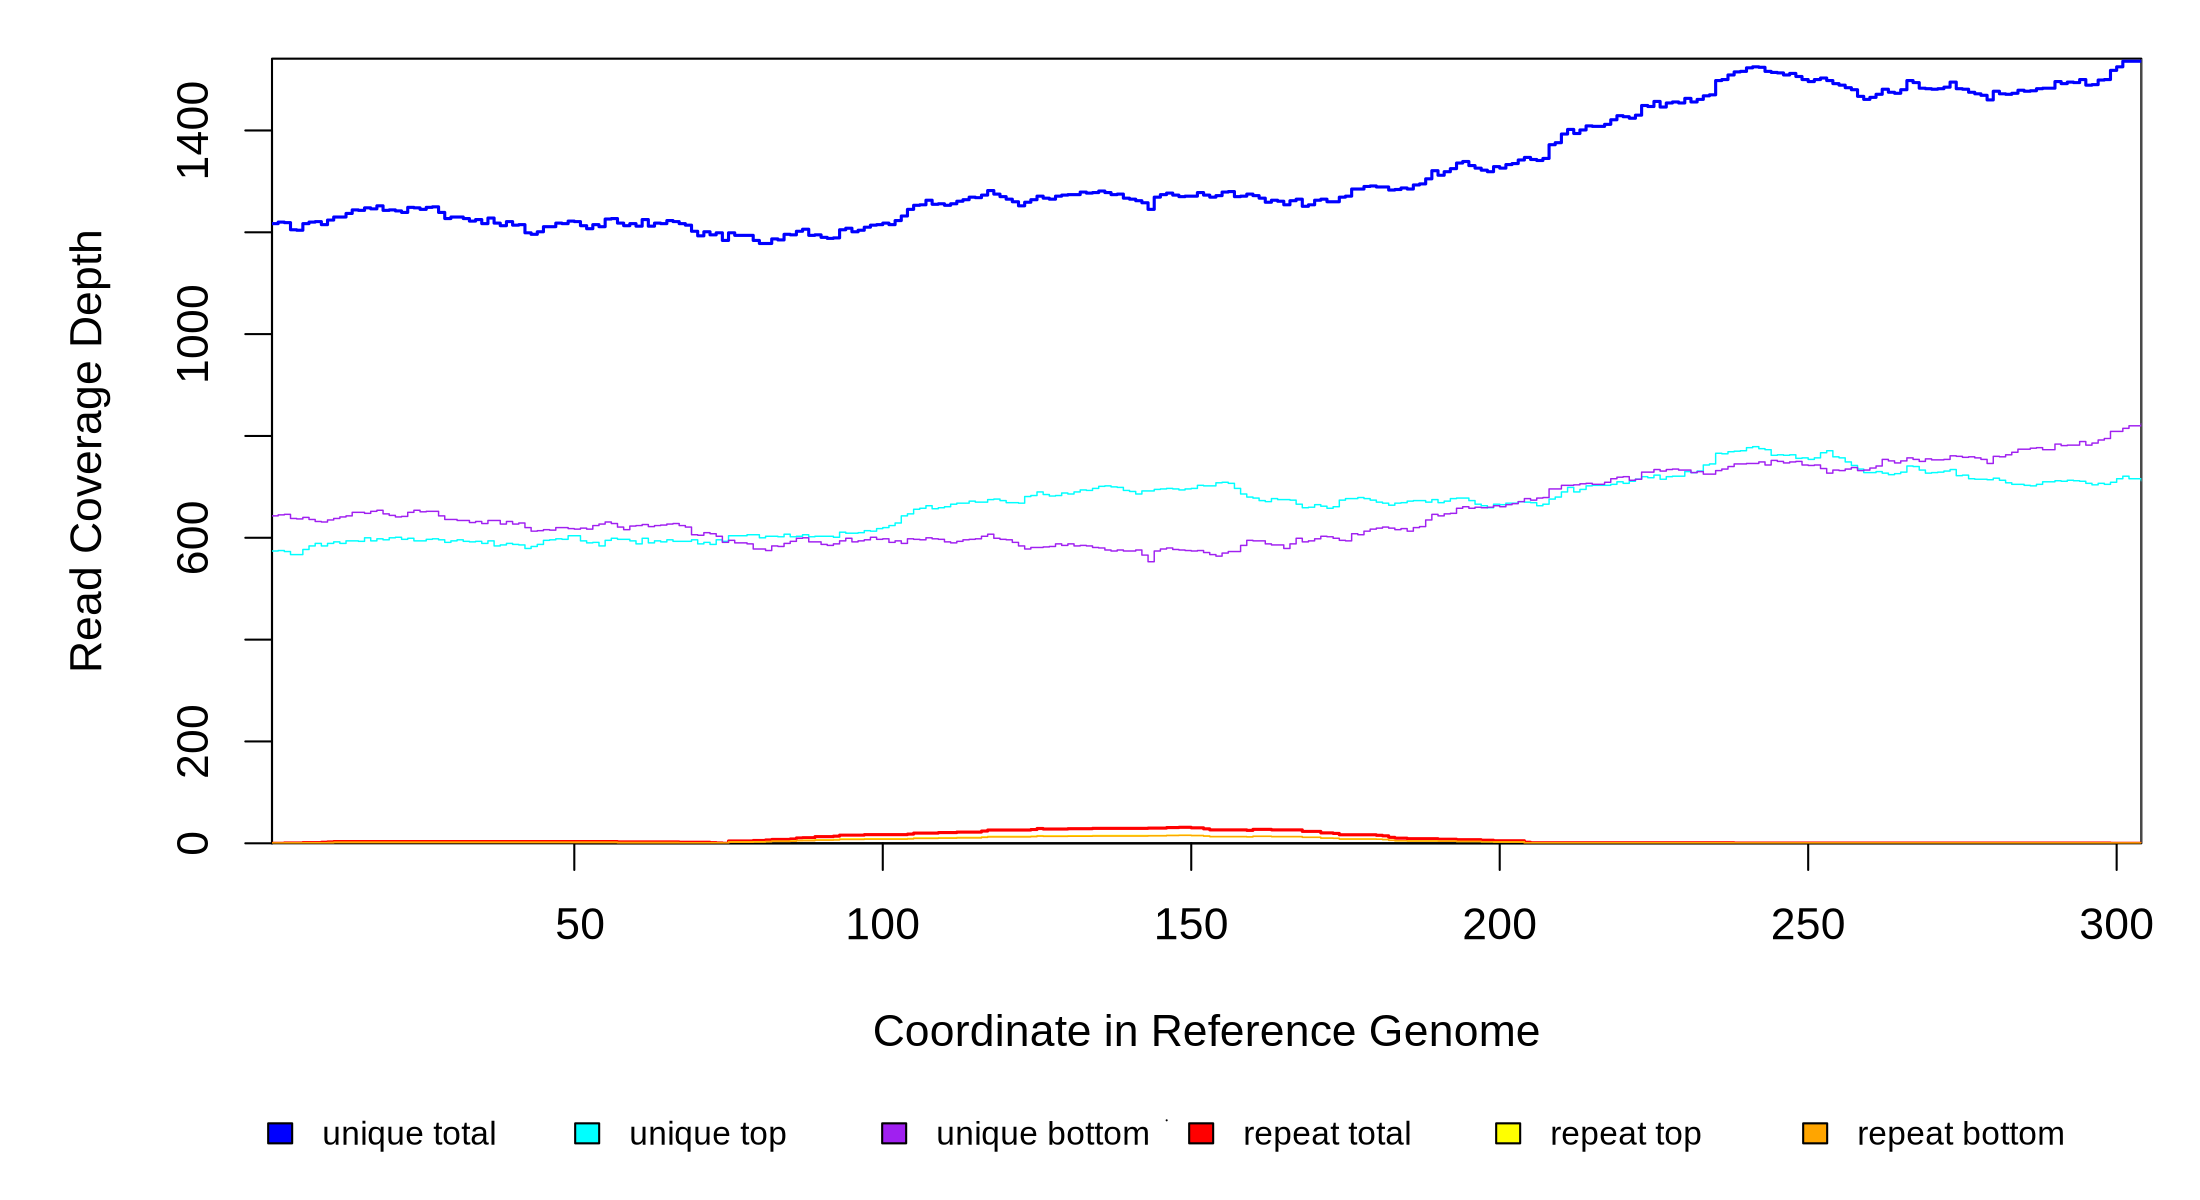 Read Coverage Depth
1400
1000
600
200
0
50 100 150 200 250 300
Coordinate in Reference Genome
unique total unique top unique bottom repeat total repeat top repeat bottom